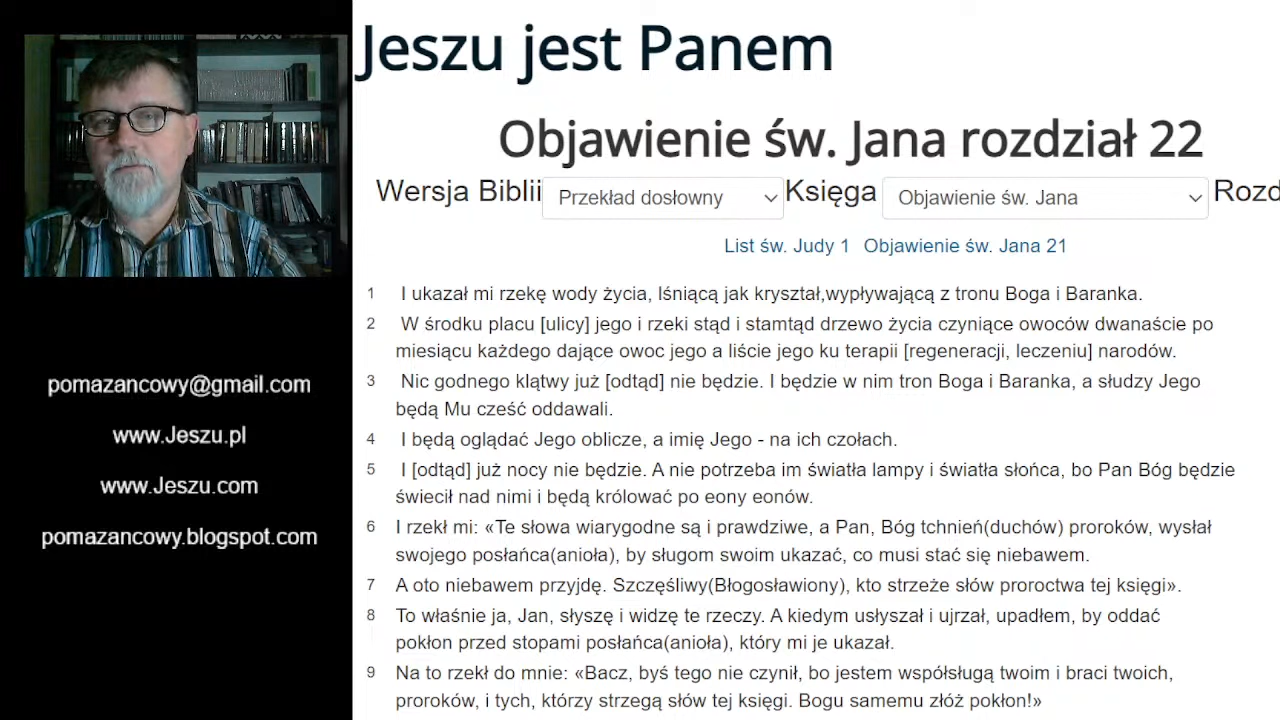 Jeszu jest Panem
Objawienie św. Jana rozdział 22
Wersja Biblii Przekład dosłowny Księga Objawienie św. Jana Rozd
List św. Judy 1 Objawienie św. Jana 21
1 I ukazał mi rzekę wody życia, lśniącą jak kryształ,wypływającą z tronu Boga i Baranka.
2 W środku placu [ulicy] jego i rzeki stąd i stamtąd drzewo życia czyniące owoców dwanaście po
miesiącu każdego dające owoc jego a liście jego ku terapii [regeneracji, leczeniu] narodów.
3 Nic godnego klątwy już [odtąd] nie będzie. I będzie w nim tron Boga i Baranka, a słudzy Jego
będą Mu cześć oddawali.
4 I będą oglądać Jego oblicze, a imię Jego - na ich czołach.
5 I [odtąd] już nocy nie będzie. A nie potrzeba im światła lampy i światła słońca, bo Pan Bóg będzie
świecił nad nimi i będą królować po eony eonów.
6 I rzekł mi: «Te słowa wiarygodne są i prawdziwe, a Pan, Bóg tchnień(duchów) proroków, wysłał
swojego posłańca(anioła), by sługom swoim ukazać, co musi stać się niebawem.
7 A oto niebawem przyjdę. Szczęśliwy(Błogosławiony), kto strzeże słów proroctwa tej księgi».
8 To właśnie ja, Jan, słyszę i widzę te rzeczy. A kiedym usłyszał i ujrzał, upadłem, by oddać
pokłon przed stopami posłańca(anioła), który mi je ukazał.
9 Na to rzekł do mnie: «Bacz, byś tego nie czynił, bo jestem współsługą twoim i braci twoich,
proroków, i tych, którzy strzegą słów tej księgi. Bogu samemu złóż pokłon!»
pomazancowy@gmail.com
www.Jeszu.pl
www.Jeszu.com
pomazancowy.blogspot.com